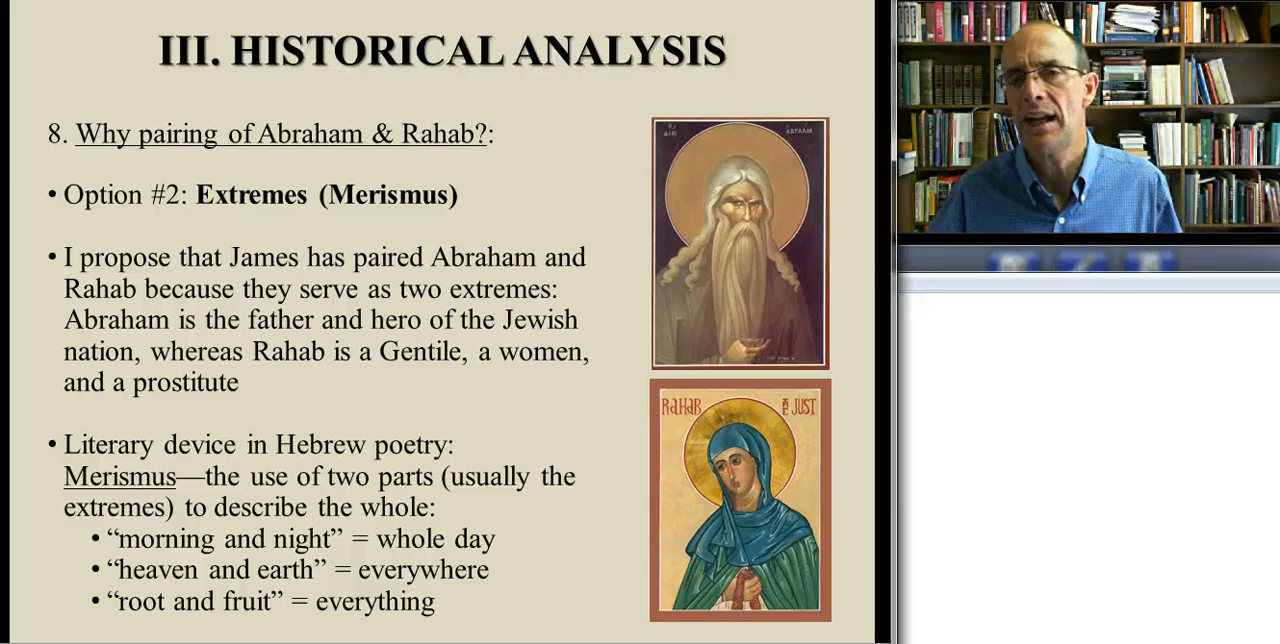 III. HISTORICAL ANALYSIS
8. Why pairing of Abraham & Rahab?:
• Option #2: Extremes (Merismus)
• I propose that James has paired Abraham and
Rahab because they serve as two extremes:
Abraham is the father and hero of the Jewish
nation, whereas Rahab is a Gentile, a women,
and a prostitute
• Literary device in Hebrew poetry:
Merismus—the use of two parts (usually the
extremes) to describe the whole:
• “morning and night” = whole day
• “heaven and earth” = everywhere
• “root and fruit” = everything
RAHAB JUST